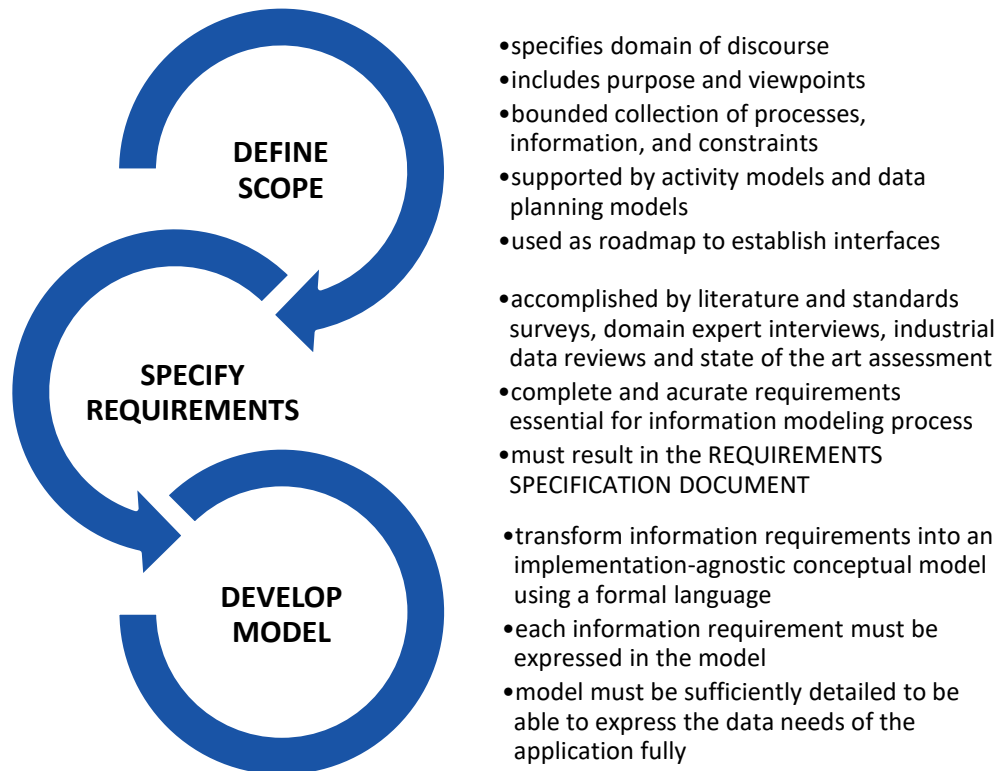 DEFINE
SCOPE
•specifies domain of discourse
•includes purpose and viewpoints
•bounded collection of processes,
information, and constraints
•supported by activity models and data
planning models
•used as roadmap to establish interfaces
SPECIFY
REQUIREMENTS
•accomplished by literature and standards
surveys, domain expert interviews, industrial
data reviews and state of the art assessment
•complete and acurate requirements
essential for information modeling process
•must result in the REQUIREMENTS
SPECIFICATION DOCUMENT
DEVELOP
MODEL
•transform information requirements into an
implementation-agnostic conceptual model
using a formal language
•each information requirement must be
expressed in the model
•model must be sufficiently detailed to be
able to express the data needs of the
application fully